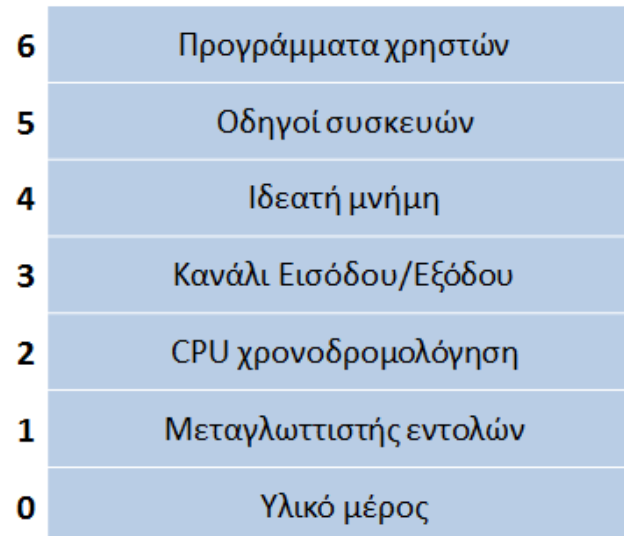 6 Προγράμματα χρηστών
5 Οδηγοί συσκευών
4 Ιδεατή μνήμη
3 Κανάλι Εισόδου/Εξόδου
2 CPU χρονοδρομολόγηση
1 Μεταγλωττιστής εντολών
0 Υλικό μέρος